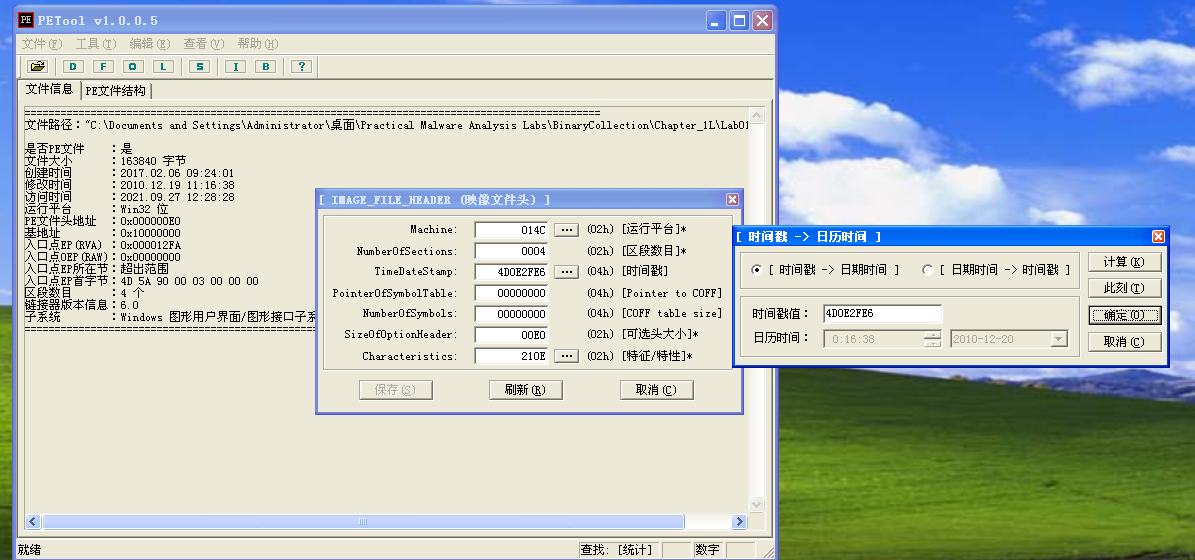 PETool v1.0.0.5
文件(F) 工具(T) 编辑(E) 查看(V) 帮助(H)
D F O L S I B ?
文件信息 PE文件结构
================================================================================
文件路径："C:\Documents and Settings\Administrator\桌面\Practical Malware Analysis Labs\BinaryCollection\Chapter_1L\Lab01
是否PE文件 ：是
文件大小 ：163840 字节
创建时间 ：2017.02.06 09:24:01
修改时间 ：2010.12.19 11:16:38
访问时间 ：2021.09.27 12:28:28
运行平台 ：Win32 位
PE文件头地址 ：0x000000E0
基地址 ：0x10000000
入口点EP(RVA) ：0x000012FA
入口点OEP(RAW)：0x00000000
入口点EP所在节：超出范围
入口点EP首字节：4D 5A 90 00 03 00 00 00
区段数目 ：4 个
链接器版本信息：6.0
子系统 ：Windows 图形用户界面/图形接口子系
================================================
[ IMAGE_FILE_HEADER (映像文件头) ]
Machine: 014C ... (02h) [运行平台]*
NumberOfSections: 0004 (02h) [区段数目]*
TimeDateStamp: 4D0E2FE6 ... (04h) [时间戳]
PointerOfSymbolTable: 00000000 (04h) [Pointer to COFF]
NumberOfSymbols: 00000000 (04h) [COFF table size]
SizeOfOptionHeader: 00E0 (02h) [可选头大小]*
Characteristics: 210E ... (02h) [特征/特性]*
保存(S) 刷新(R) 取消(C)
[ 时间戳 -> 日历时间 ]
[ 时间戳 -> 日期时间 ] [ 日期时间 -> 时间戳 ]
时间戳值： 4D0E2FE6
日历时间： 0:16:38 2010-12-20
计算(K)
此刻(T)
确定(O)
取消(C)
就绪 查找: [统计] 数字